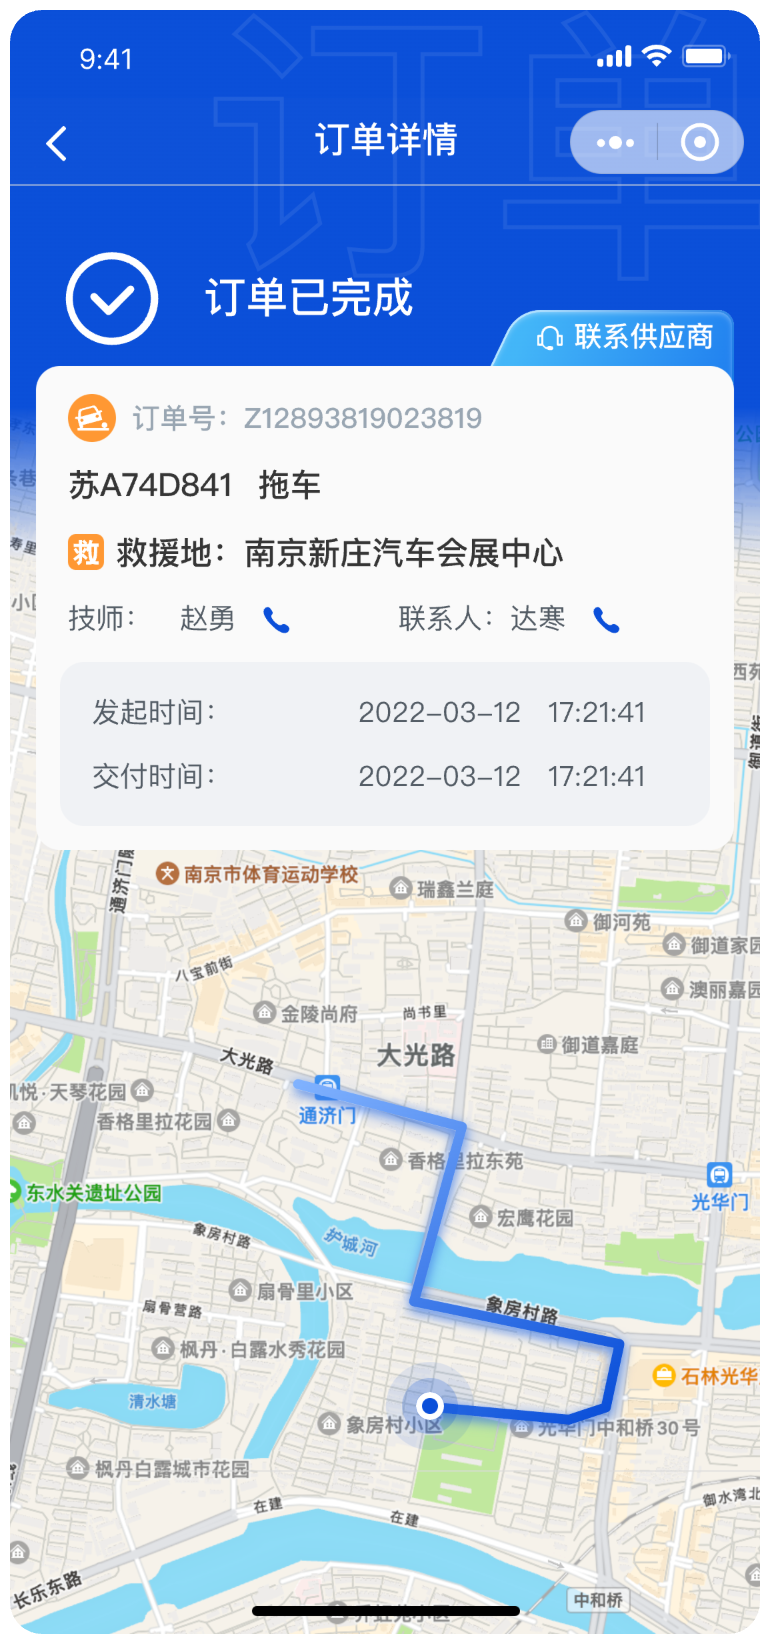 9:41
订单
订单详情
订单已完成
联系供应商
订单号：Z12893819023819
苏A74D841 拖车
救 救援地：南京新庄汽车会展中心
技师： 赵勇 联系人：达寒
发起时间： 2022-03-12 17:21:41
交付时间： 2022-03-12 17:21:41
寿里
西苑
文 南京市体育运动学校
瑞鑫兰庭
御河苑
御道家园
八宝前街
澳丽嘉园
金陵尚府
尚书里
大光路
大光路
御道嘉庭
天琴花园
通济门
香格里拉花园
香格里拉东苑
东水关遗址公园
光华门
宏鹰花园
象房村路
护城河
扇骨里小区
象房村路
扇骨营路
枫丹·白露水秀花园
石林光华
清水塘
象房村小区
光华门中和桥30号
枫丹白露城市花园
在建
在建
御水湾北
长乐东路
中和桥